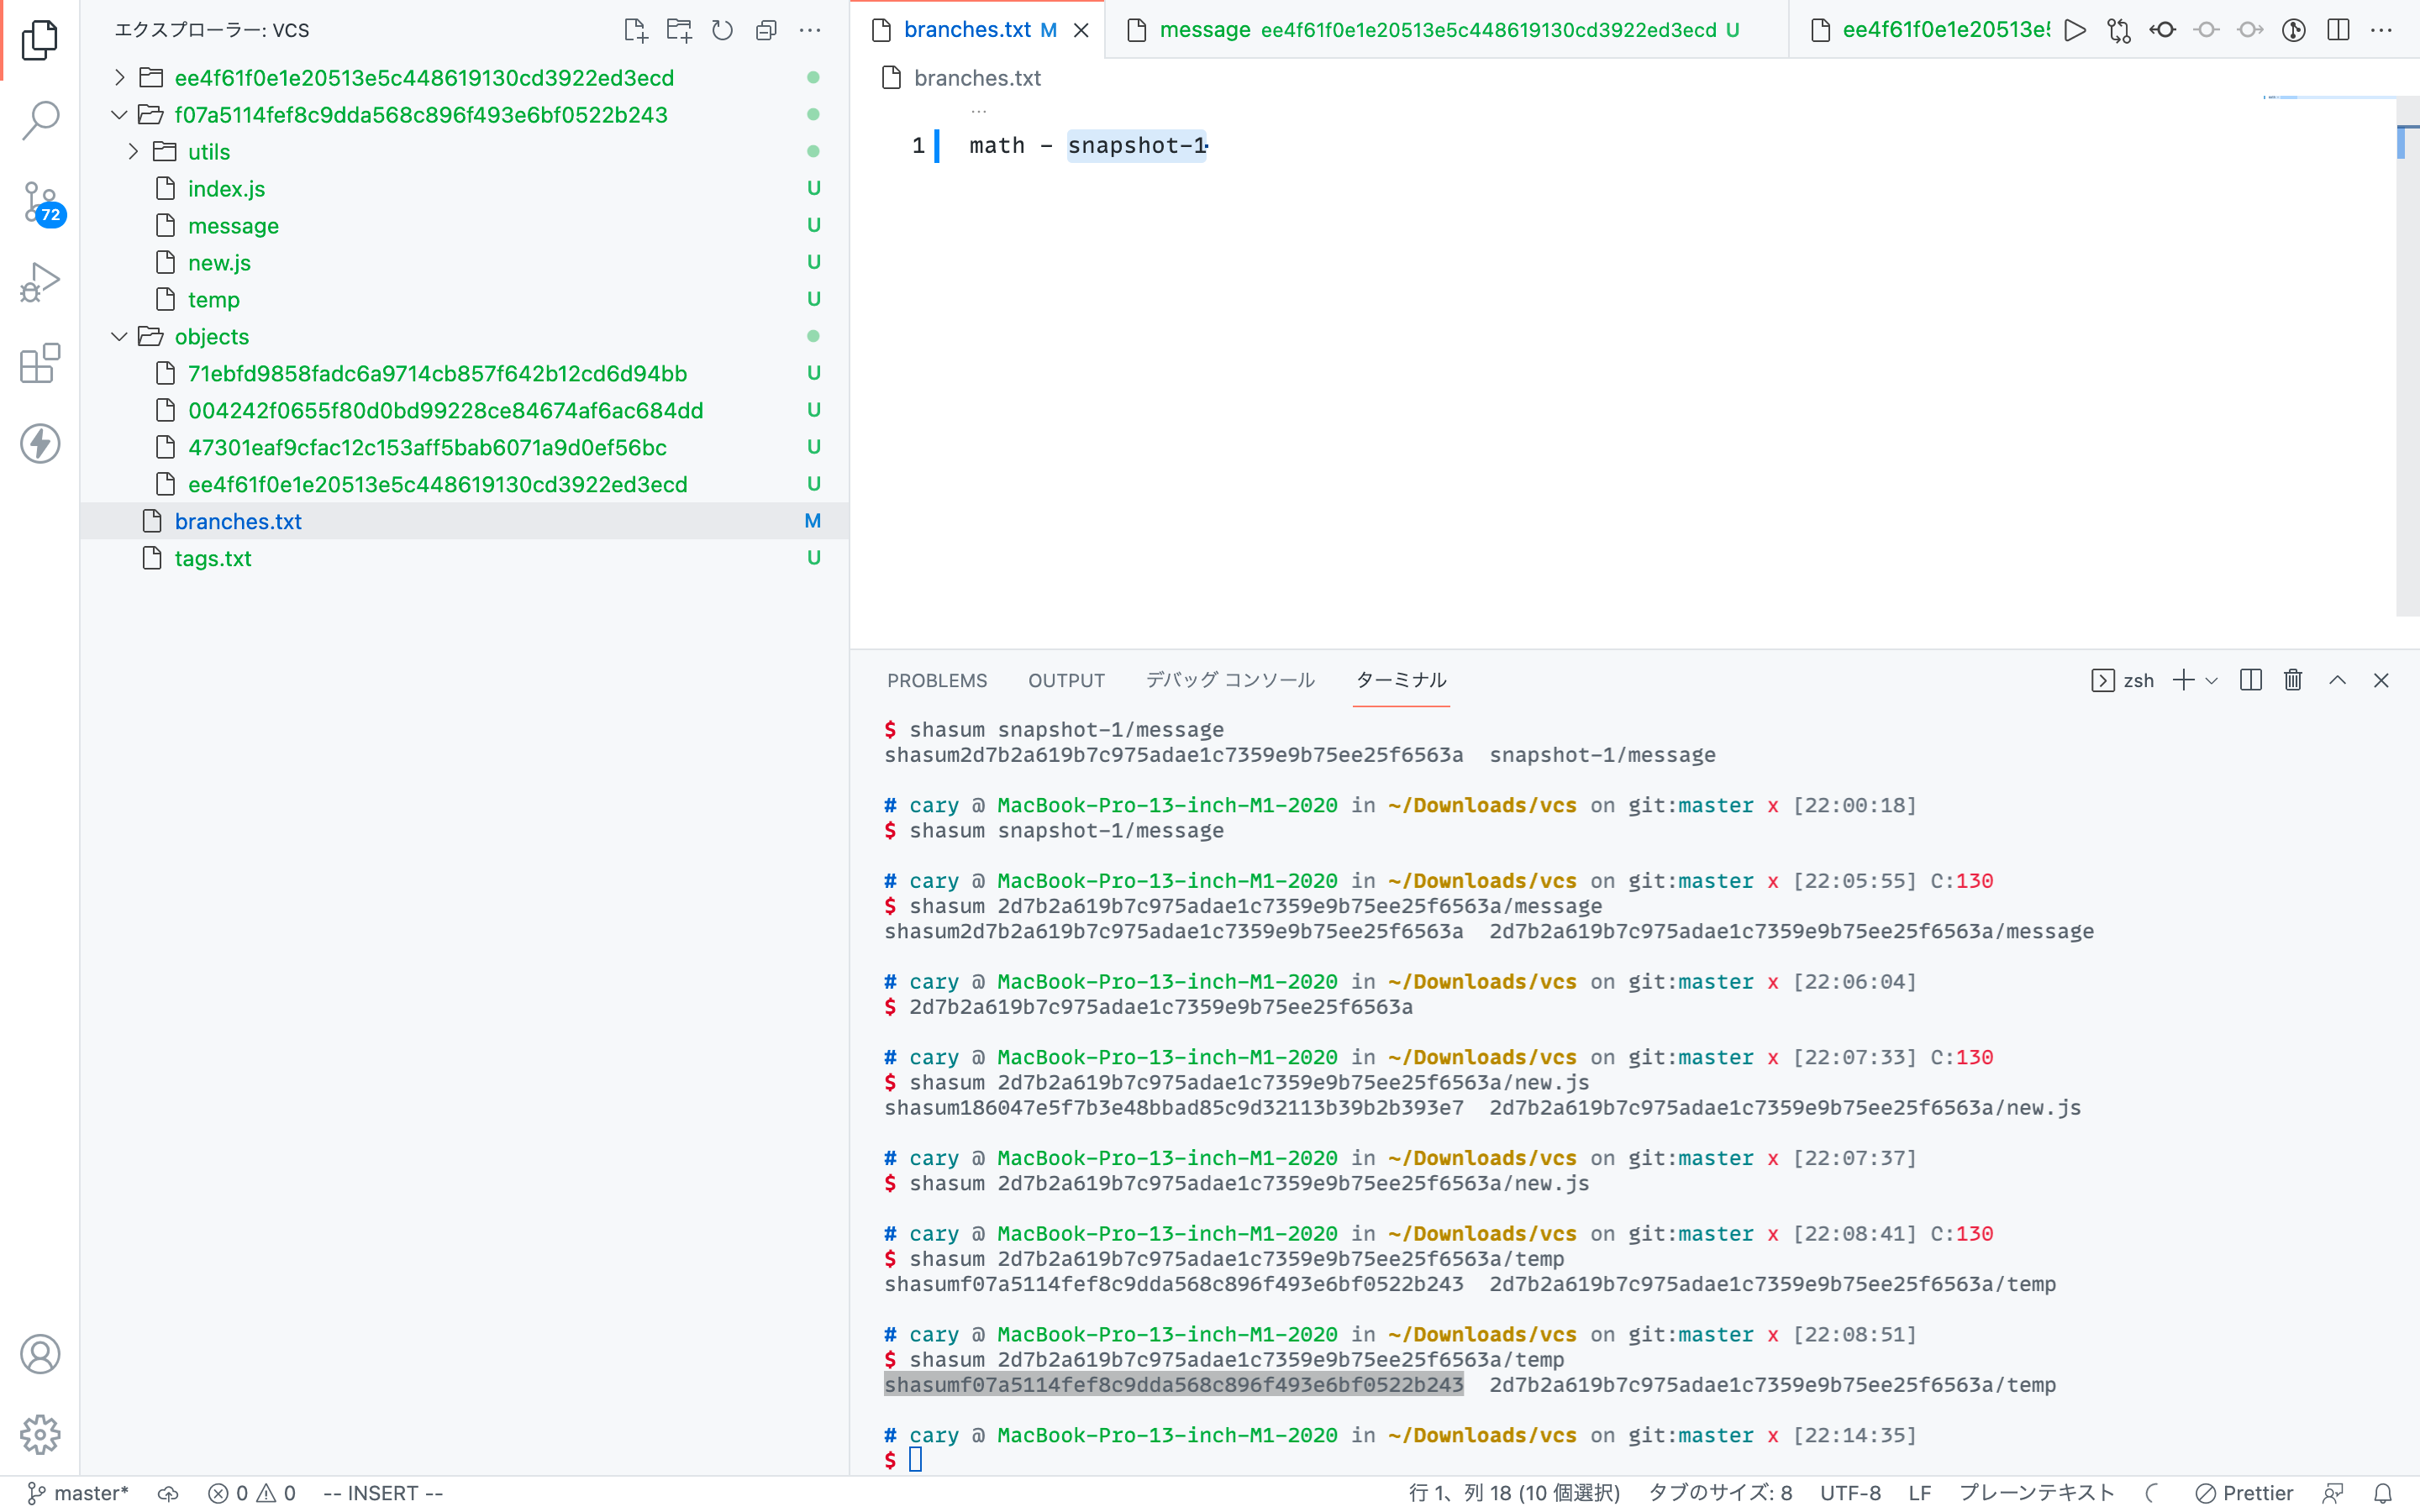 エクスプローラー: VCS
ee4f61f0e1e20513e5c448619130cd3922ed3ecd
f07a5114fef8c9dda568c896f493e6bf0522b243
utils
index.js U
message U
new.js U
temp U
objects
71ebfd9858fadc6a9714cb857f642b12cd6d94bb U
004242f0655f80d0bd99228ce84674af6ac684dd U
47301eaf9cfac12c153aff5bab6071a9d0ef56bc U
ee4f61f0e1e20513e5c448619130cd3922ed3ecd U
branches.txt M
tags.txt U
72
branches.txt M message ee4f61f0e1e20513e5c448619130cd3922ed3ecd U ee4f61f0e1e20513e5
branches.txt
...
1 math - snapshot-1
PROBLEMS OUTPUT デバッグ コンソール ターミナル zsh
$ shasum snapshot-1/message
shasum2d7b2a619b7c975adae1c7359e9b75ee25f6563a snapshot-1/message
# cary @ MacBook-Pro-13-inch-M1-2020 in ~/Downloads/vcs on git:master x [22:00:18]
$ shasum snapshot-1/message
# cary @ MacBook-Pro-13-inch-M1-2020 in ~/Downloads/vcs on git:master x [22:05:55] C:130
$ shasum 2d7b2a619b7c975adae1c7359e9b75ee25f6563a/message
shasum2d7b2a619b7c975adae1c7359e9b75ee25f6563a 2d7b2a619b7c975adae1c7359e9b75ee25f6563a/message
# cary @ MacBook-Pro-13-inch-M1-2020 in ~/Downloads/vcs on git:master x [22:06:04]
$ 2d7b2a619b7c975adae1c7359e9b75ee25f6563a
# cary @ MacBook-Pro-13-inch-M1-2020 in ~/Downloads/vcs on git:master x [22:07:33] C:130
$ shasum 2d7b2a619b7c975adae1c7359e9b75ee25f6563a/new.js
shasum186047e5f7b3e48bbad85c9d32113b39b2b393e7 2d7b2a619b7c975adae1c7359e9b75ee25f6563a/new.js
# cary @ MacBook-Pro-13-inch-M1-2020 in ~/Downloads/vcs on git:master x [22:07:37]
$ shasum 2d7b2a619b7c975adae1c7359e9b75ee25f6563a/new.js
# cary @ MacBook-Pro-13-inch-M1-2020 in ~/Downloads/vcs on git:master x [22:08:41] C:130
$ shasum 2d7b2a619b7c975adae1c7359e9b75ee25f6563a/temp
shasumf07a5114fef8c9dda568c896f493e6bf0522b243 2d7b2a619b7c975adae1c7359e9b75ee25f6563a/temp
# cary @ MacBook-Pro-13-inch-M1-2020 in ~/Downloads/vcs on git:master x [22:08:51]
$ shasum 2d7b2a619b7c975adae1c7359e9b75ee25f6563a/temp
shasumf07a5114fef8c9dda568c896f493e6bf0522b243 2d7b2a619b7c975adae1c7359e9b75ee25f6563a/temp
# cary @ MacBook-Pro-13-inch-M1-2020 in ~/Downloads/vcs on git:master x [22:14:35]
$
master* 0 0 -- INSERT -- 行 1、列 18 (10 個選択) タブのサイズ: 8 UTF-8 LF プレーンテキスト Prettier